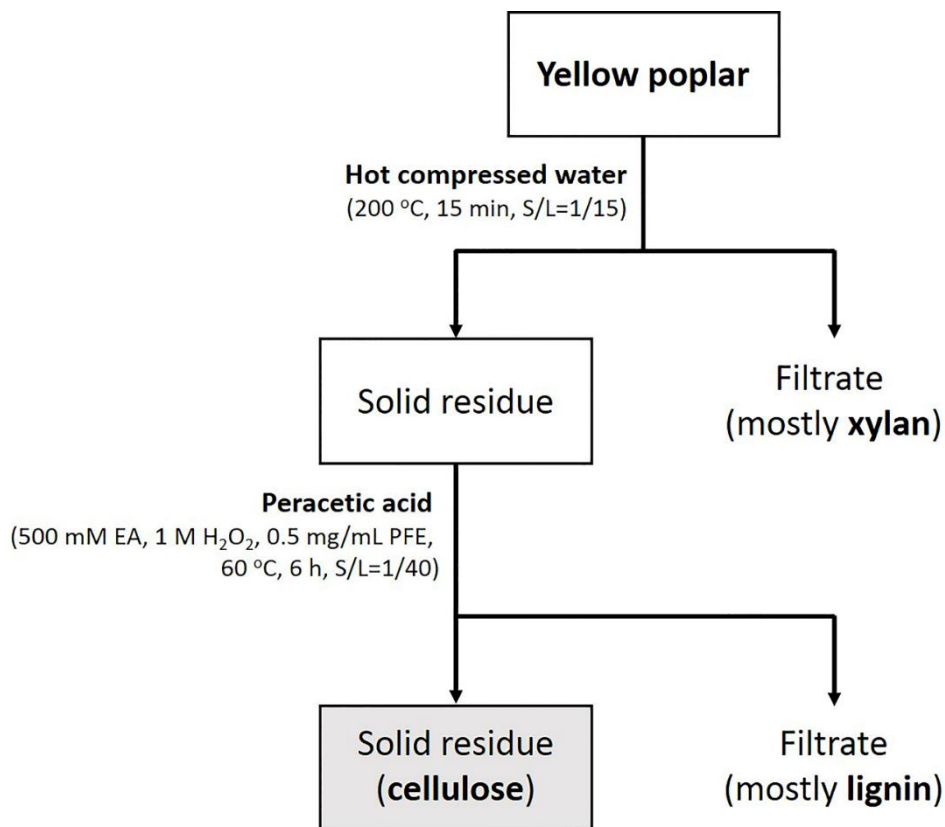 Yellow poplar
Hot compressed water
(200 °C, 15 min, S/L=1/15)
Solid residue
Filtrate
(mostly xylan)
Peracetic acid
(500 mM EA, 1 M H₂O₂, 0.5 mg/mL PFE,
60 °C, 6 h, S/L=1/40)
Solid residue
(cellulose)
Filtrate
(mostly lignin)